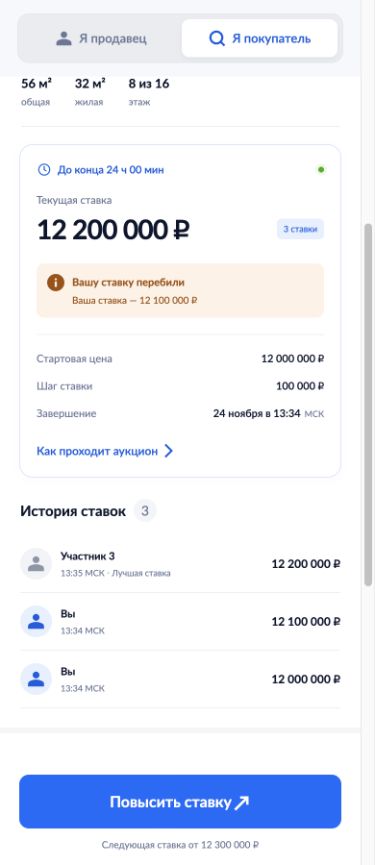 Я продавец
Я покупатель
56 м² 32 м² 8 из 16
общая жилая этаж
До конца 24 ч 00 мин
Текущая ставка
12 200 000 ₽
3 ставки
Вашу ставку перебили
Ваша ставка — 12 100 000 ₽
Стартовая цена 12 000 000 ₽
Шаг ставки 100 000 ₽
Завершение 24 ноября в 13:34 МСК
Как проходит аукцион
История ставок 3
Участник 3
13:35 МСК · Лучшая ставка
12 200 000 ₽
Вы
13:34 МСК
12 100 000 ₽
Вы
13:34 МСК
12 000 000 ₽
Повысить ставку
Следующая ставка от 12 300 000 ₽